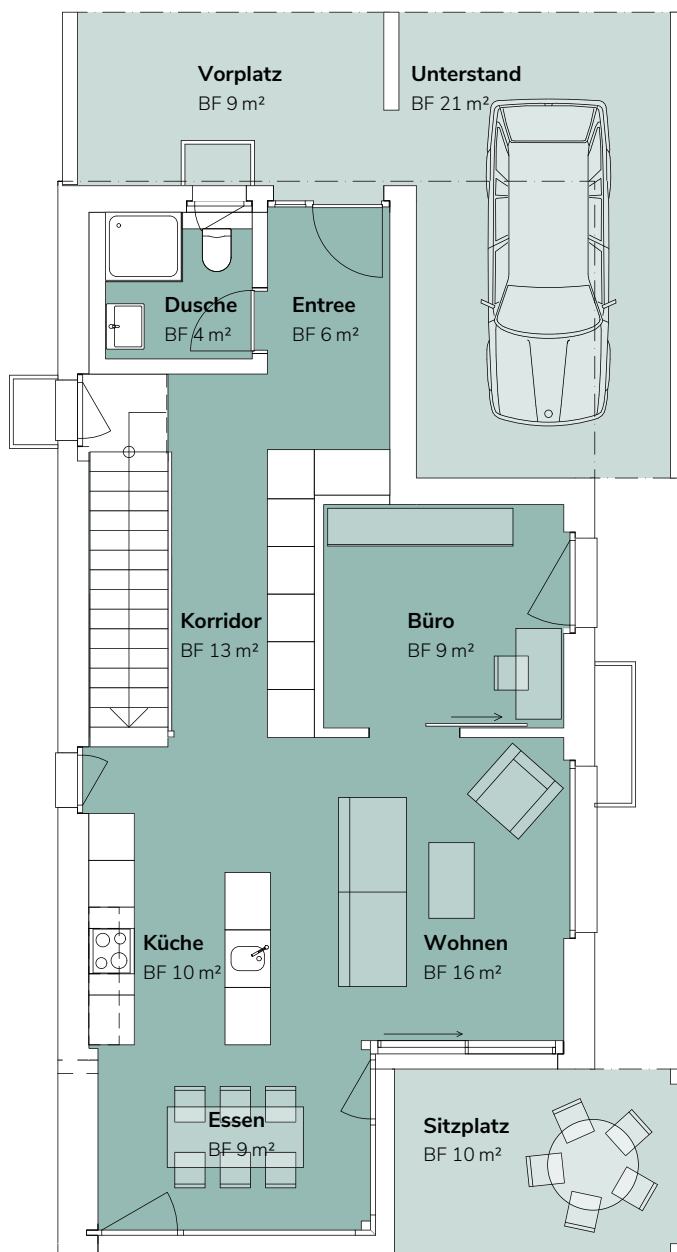 Vorplatz
BF 9 m²
Unterstand
BF 21 m²
Dusche
BF 4 m²
Entree
BF 6 m²
Korridor
BF 13 m²
Büro
BF 9 m²
Küche
BF 10 m²
Wohnen
BF 16 m²
Essen
BF 9 m²
Sitzplatz
BF 10 m²